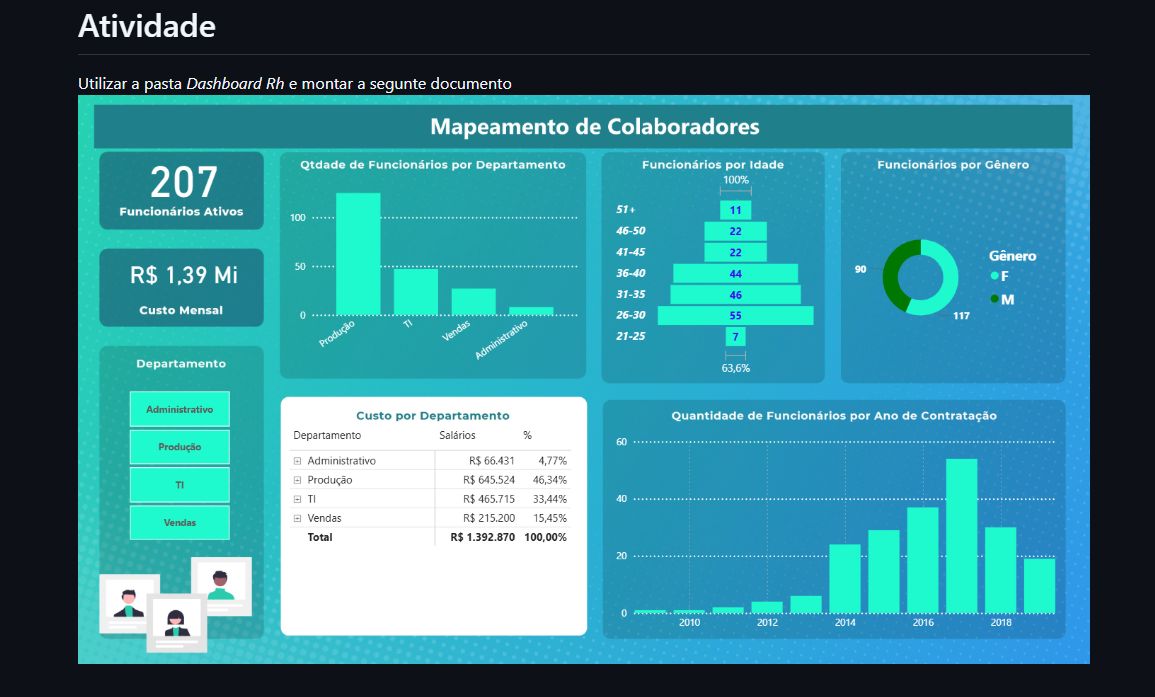 Atividade
Utilizar a pasta Dashboard Rh e montar a segunte documento
Mapeamento de Colaboradores
207
Funcionários Ativos
R$ 1,39 Mi
Custo Mensal
Departamento
Administrativo
Produção
TI
Vendas
Qtdade de Funcionários por Departamento
100
50
0
Produção
TI
Vendas
Administrativo
Funcionários por Idade
100%
51+ 11
46-50 22
41-45 22
36-40 44
31-35 46
26-30 55
21-25 7
63,6%
Funcionários por Gênero
90
117
Gênero
F
M
Custo por Departamento
Departamento Salários %
Administrativo R$ 66.431 4,77%
Produção R$ 645.524 46,34%
TI R$ 465.715 33,44%
Vendas R$ 215.200 15,45%
Total R$ 1.392.870 100,00%
Quantidade de Funcionários por Ano de Contratação
60
40
20
0
2010 2012 2014 2016 2018